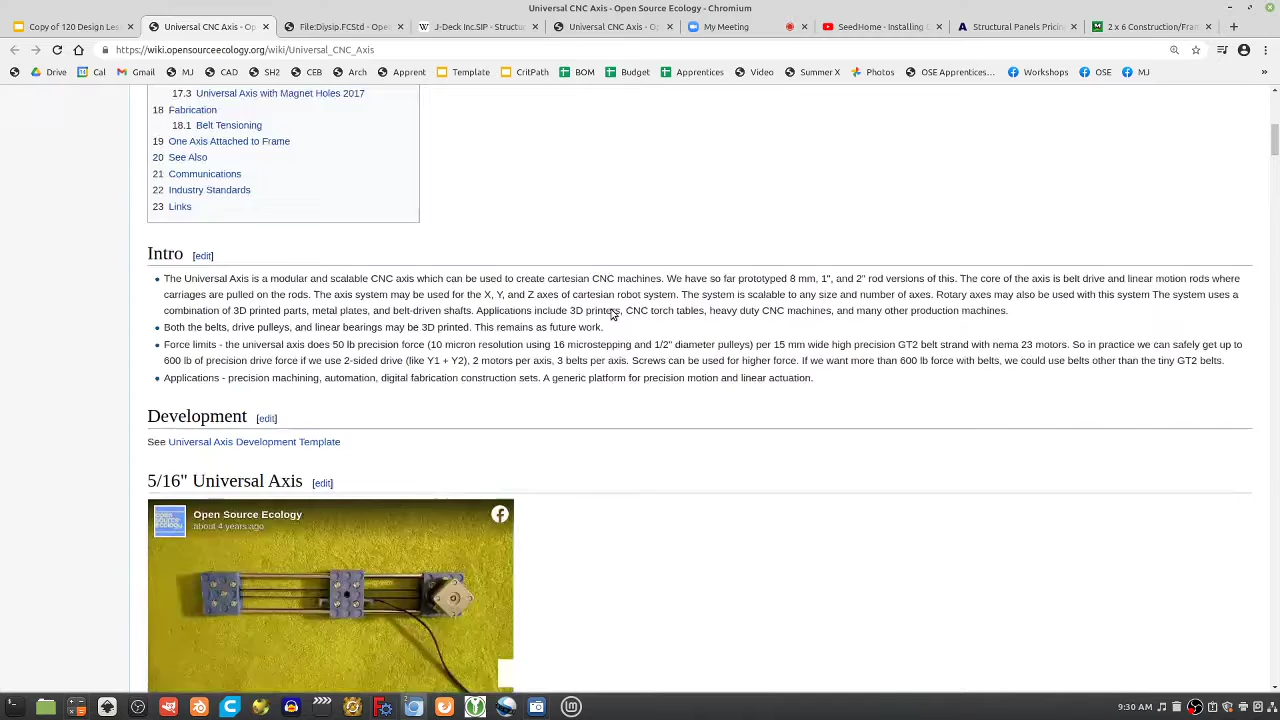 Universal CNC Axis - Open Source Ecology - Chromium
Copy of 120 Design Less
Universal CNC Axis - Op
File:Diysip.FCStd - Open
J-Deck Inc.SIP - Structur
Universal CNC Axis - Op
My Meeting
SeedHome - Installing C
Structural Panels Pricing
2 x 6 Construction/Fram
https://wiki.opensourceecology.org/wiki/Universal_CNC_Axis
Drive Cal Gmail MJ CAD SH2 CEB Arch Apprent Template CritPath BOM Budget Apprentices Video Summer X Photos OSE Apprentices... Workshops OSE MJ »
17.3 Universal Axis with Magnet Holes 2017
18 Fabrication
18.1 Belt Tensioning
19 One Axis Attached to Frame
20 See Also
21 Communications
22 Industry Standards
23 Links
Intro [edit]
The Universal Axis is a modular and scalable CNC axis which can be used to create cartesian CNC machines. We have so far prototyped 8 mm, 1", and 2" rod versions of this. The core of the axis is belt drive and linear motion rods where
carriages are pulled on the rods. The axis system may be used for the X, Y, and Z axes of cartesian robot system. The system is scalable to any size and number of axes. Rotary axes may also be used with this system The system uses a
combination of 3D printed parts, metal plates, and belt-driven shafts. Applications include 3D printers, CNC torch tables, heavy duty CNC machines, and many other production machines.
Both the belts, drive pulleys, and linear bearings may be 3D printed. This remains as future work.
Force limits - the universal axis does 50 lb precision force (10 micron resolution using 16 microstepping and 1/2" diameter pulleys) per 15 mm wide high precision GT2 belt strand with nema 23 motors. So in practice we can safely get up to
600 lb of precision drive force if we use 2-sided drive (like Y1 + Y2), 2 motors per axis, 3 belts per axis. Screws can be used for higher force. If we want more than 600 lb force with belts, we could use belts other than the tiny GT2 belts.
Applications - precision machining, automation, digital fabrication construction sets. A generic platform for precision motion and linear actuation.
Development [edit]
See Universal Axis Development Template
5/16" Universal Axis [edit]
Open Source Ecology
about 4 years ago
9:30 AM